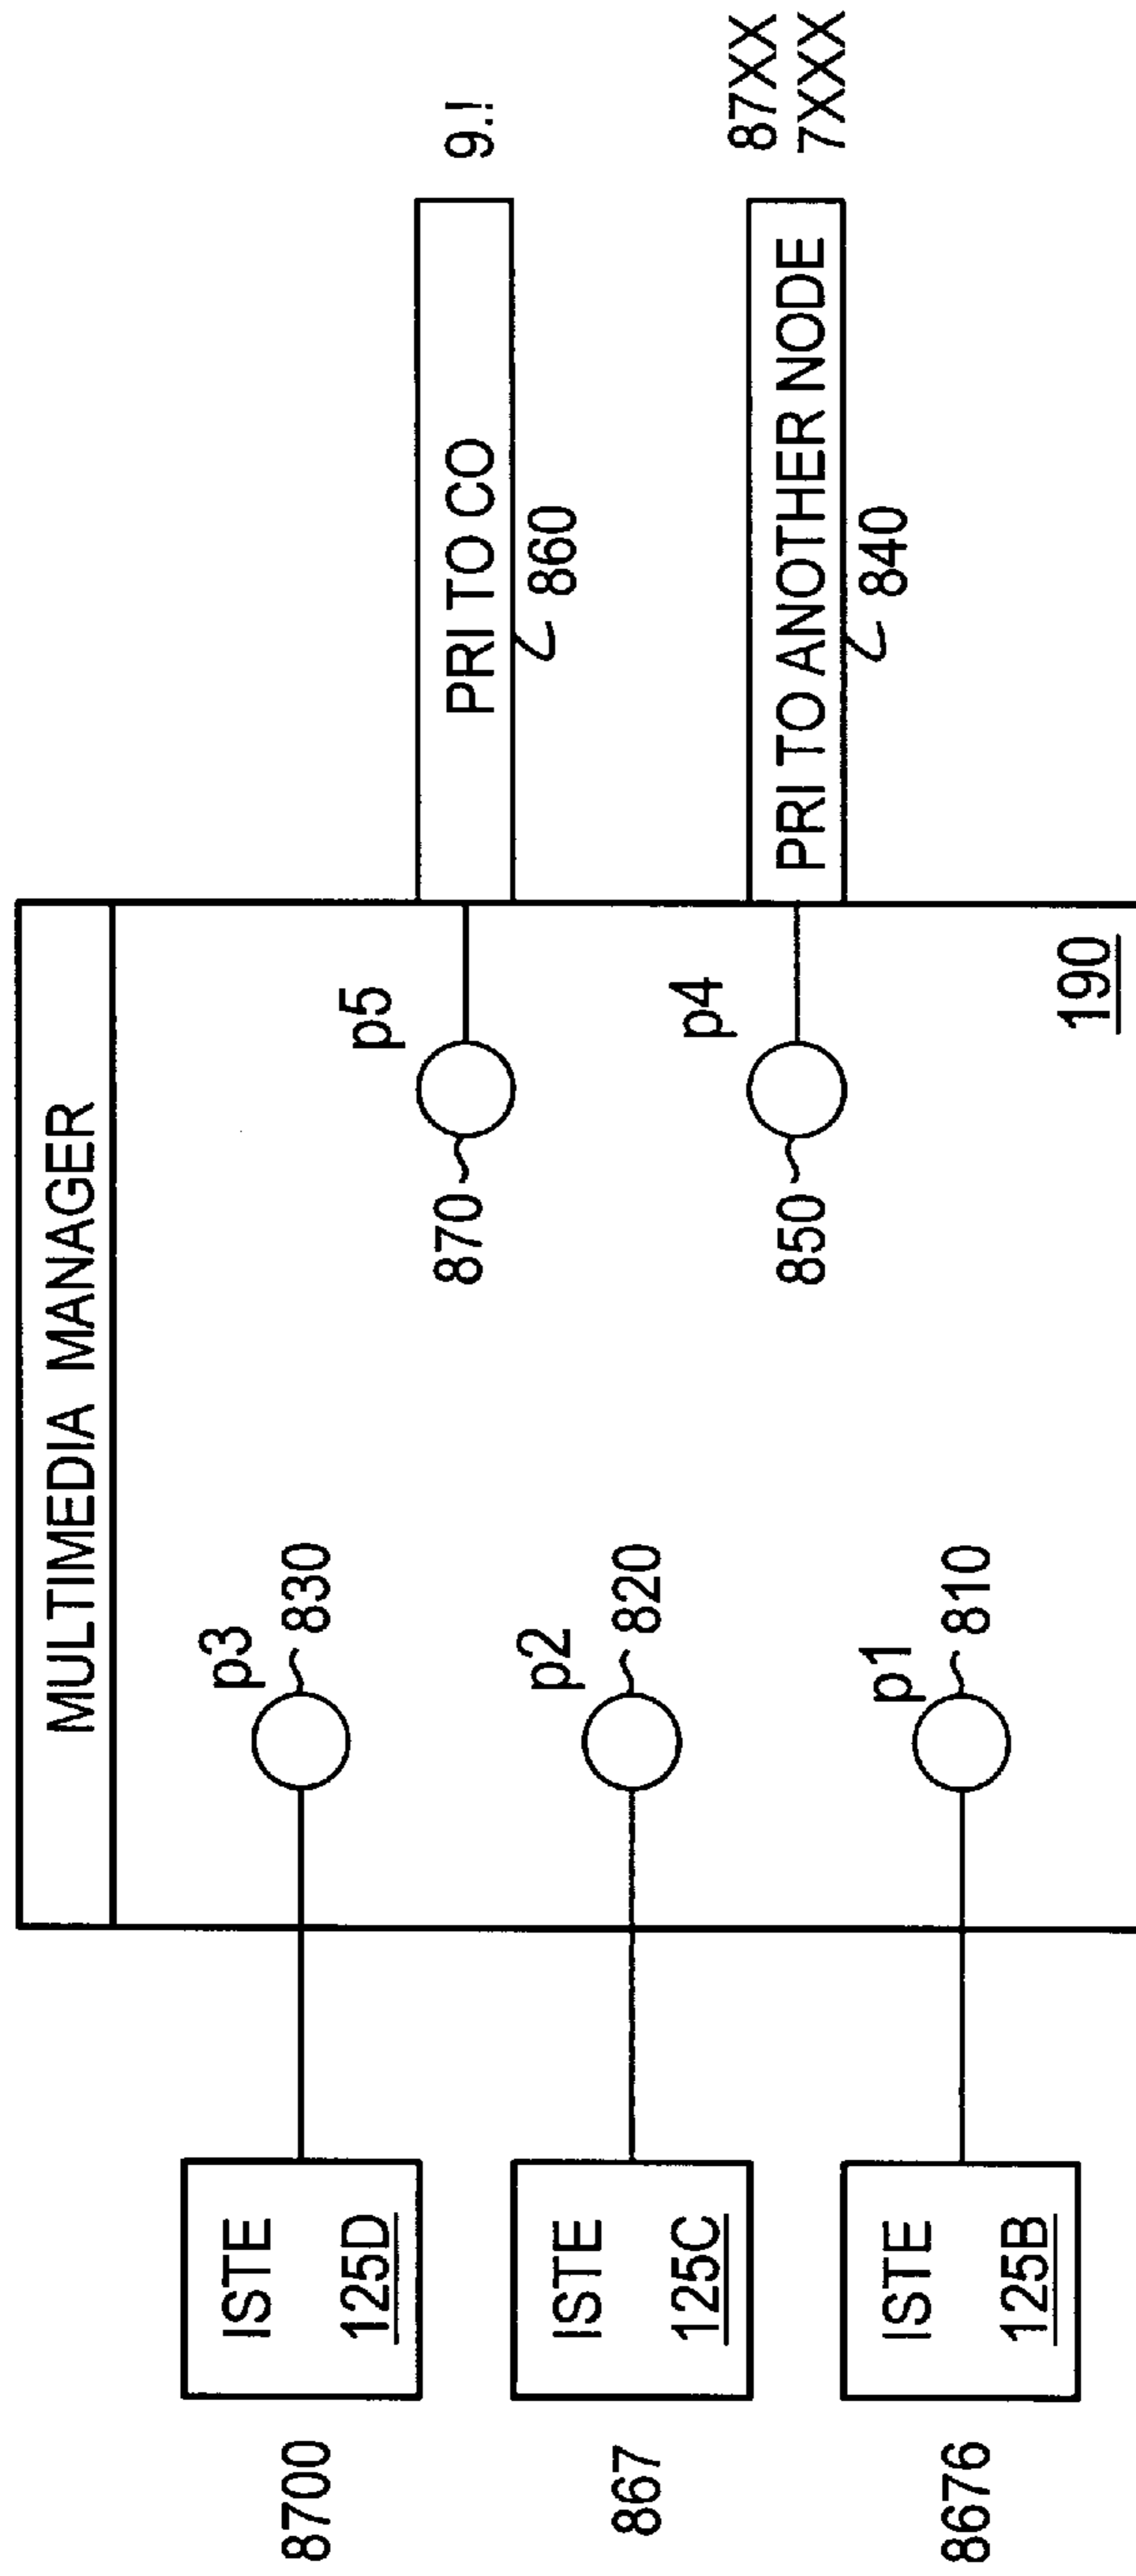 MULTIMEDIA MANAGER
8700
ISTE
125D
p3
830
p5
870
PRI TO CO
860
9.!
867
ISTE
125C
p2
820
8676
ISTE
125B
p1
810
p4
850
PRI TO ANOTHER NODE
840
87XX
7XXX
190